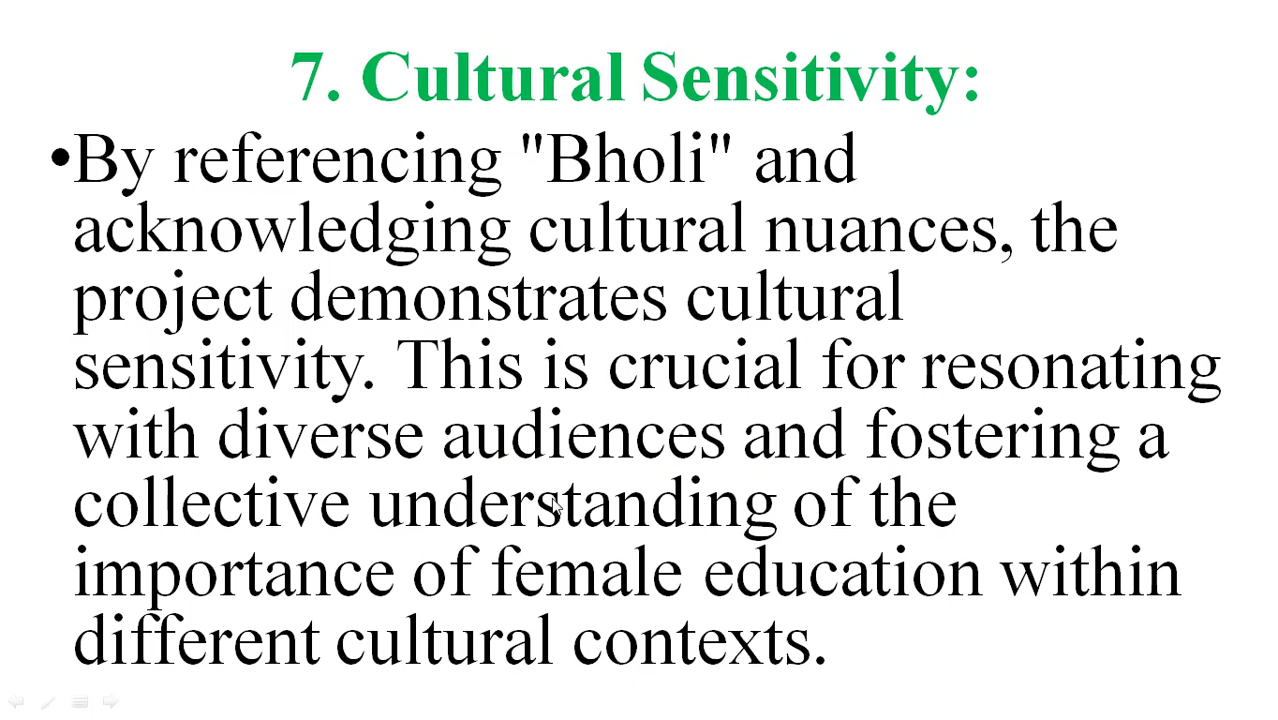 7. Cultural Sensitivity:
•By referencing "Bholi" and
acknowledging cultural nuances, the
project demonstrates cultural
sensitivity. This is crucial for resonating
with diverse audiences and fostering a
collective understanding of the
importance of female education within
different cultural contexts.